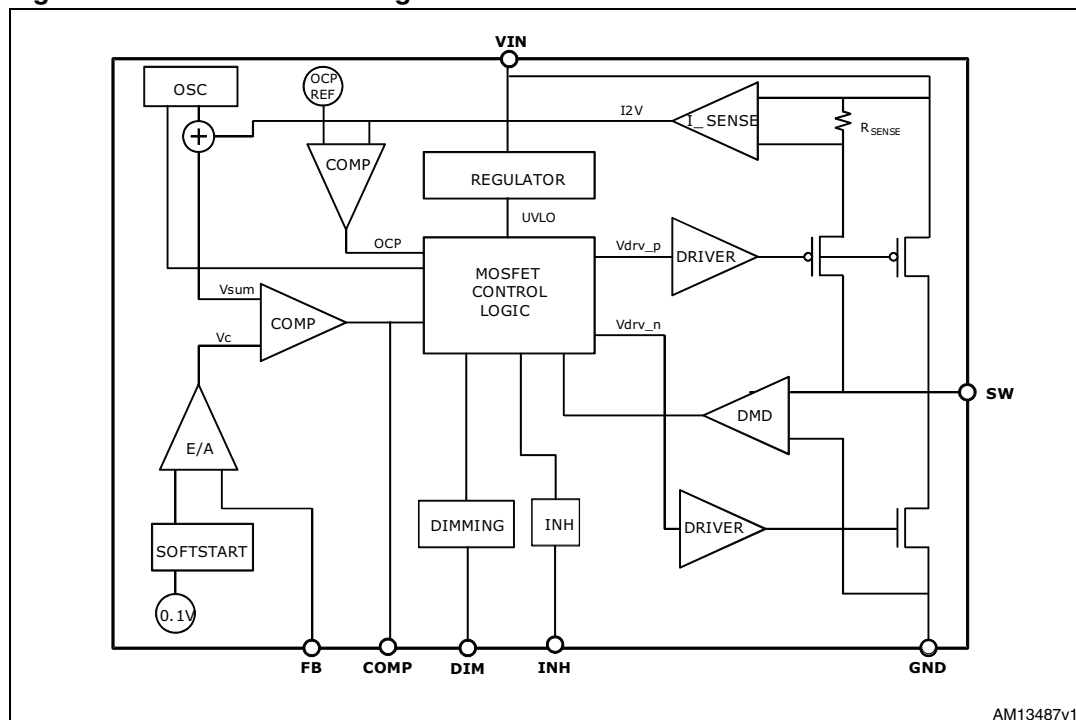 VIN
OSC
OCP
REF
I2V
I_SENSE
RSENSE
+
COMP
REGULATOR
UVLO
OCP
Vdrv_p
DRIVER
MOSFET
CONTROL
LOGIC
Vsum
COMP
Vdrv_n
Vc
SW
DMD
E/A
DIMMING
INH
DRIVER
SOFTSTART
0.1V
FB
COMP
DIM
INH
GND
AM13487v1